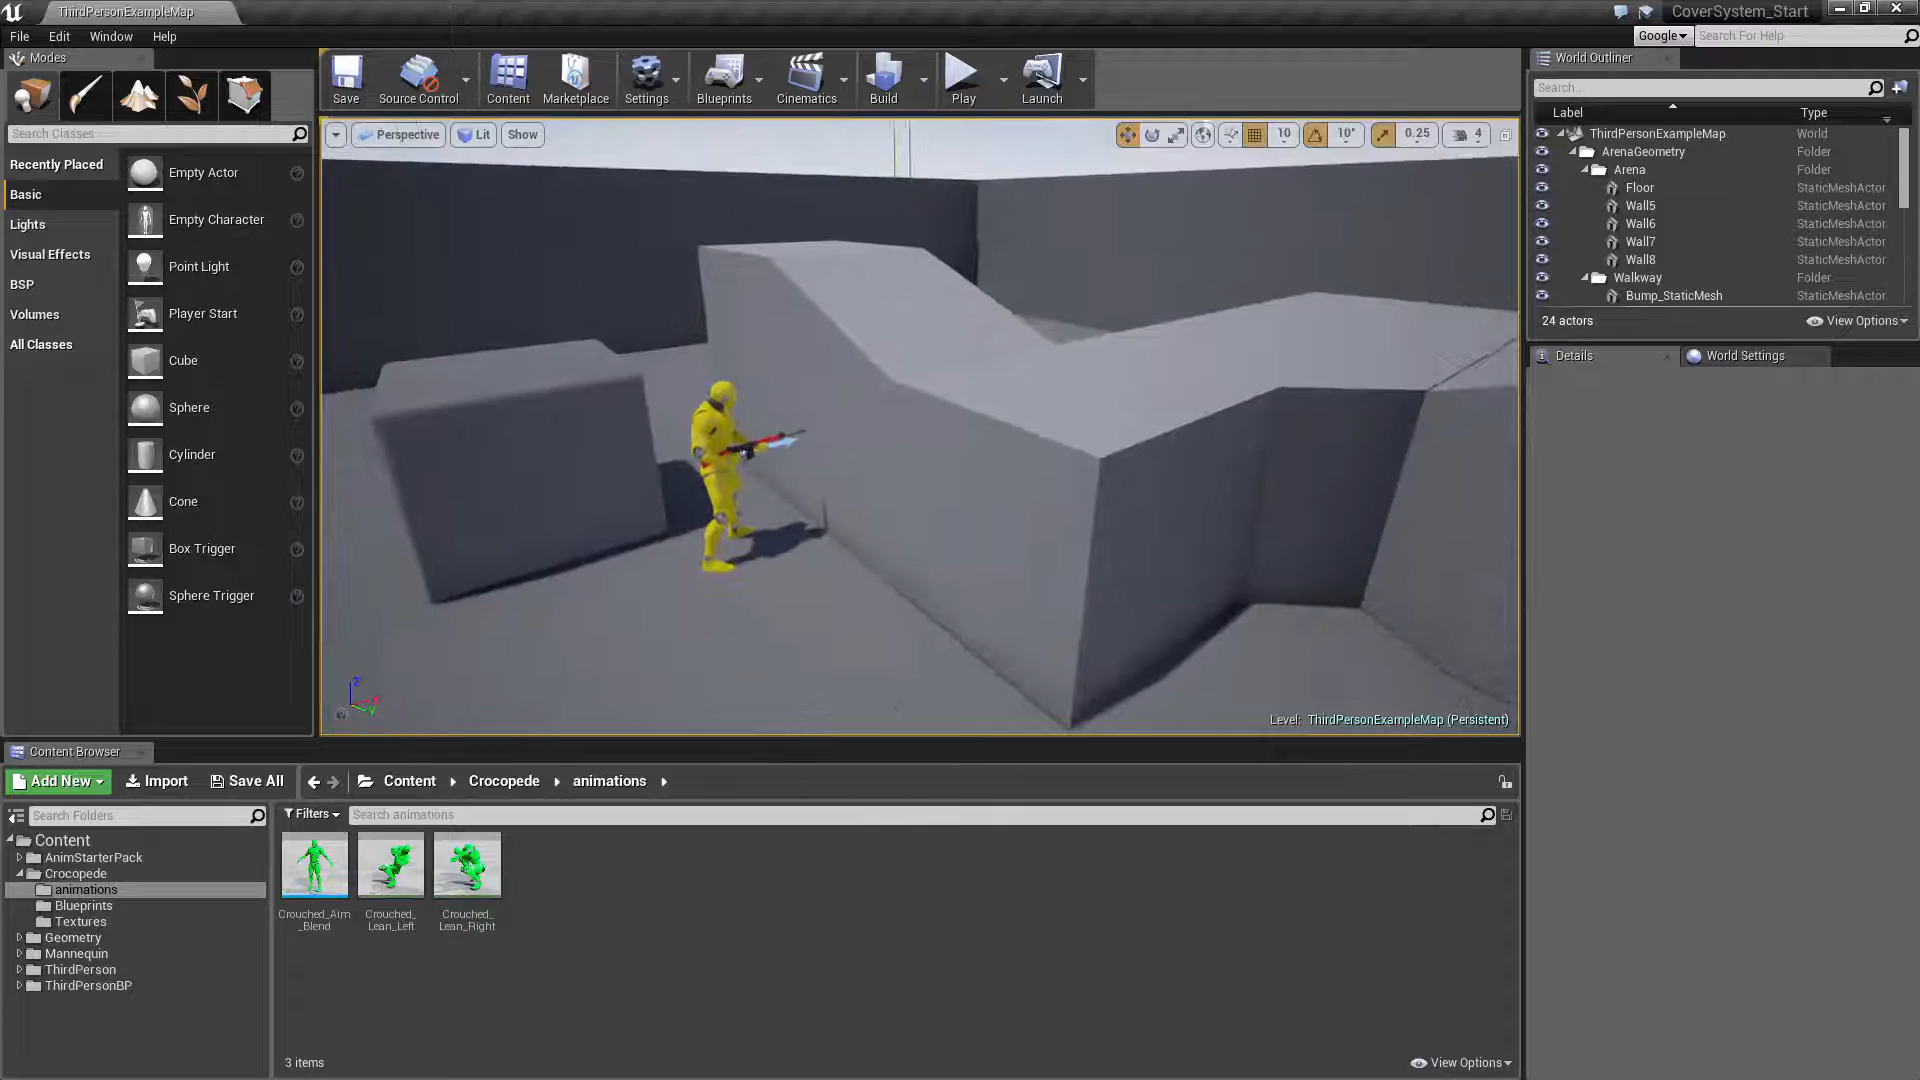 ThirdPersonExampleMap
CoverSystem_Start
File Edit Window Help
Google
Search For Help
Modes
Search Classes
Recently Placed
Basic
Lights
Visual Effects
BSP
Volumes
All Classes
Empty Actor
Empty Character
Point Light
Player Start
Cube
Sphere
Cylinder
Cone
Box Trigger
Sphere Trigger
Save
Source Control
Content
Marketplace
Settings
Blueprints
Cinematics
Build
Play
Launch
Perspective
Lit
Show
10
10°
0.25
4
Z
X
Y
Level: ThirdPersonExampleMap (Persistent)
World Outliner
Search..
Label Type
ThirdPersonExampleMap World
ArenaGeometry Folder
Arena Folder
Floor StaticMeshActor
Wall5 StaticMeshActor
Wall6 StaticMeshActor
Wall7 StaticMeshActor
Wall8 StaticMeshActor
Walkway Folder
Bump_StaticMesh StaticMeshActor
24 actors
View Options
Details
World Settings
Content Browser
Add New
Import
Save All
Content
Crocopede
animations
Search Folders
Filters
Search animations
Content
AnimStarterPack
Crocopede
animations
Blueprints
Textures
Geometry
Mannequin
ThirdPerson
ThirdPersonBP
Crouched_Aim
_Blend
Crouched_
Lean_Left
Crouched_
Lean_Right
3 items
View Options